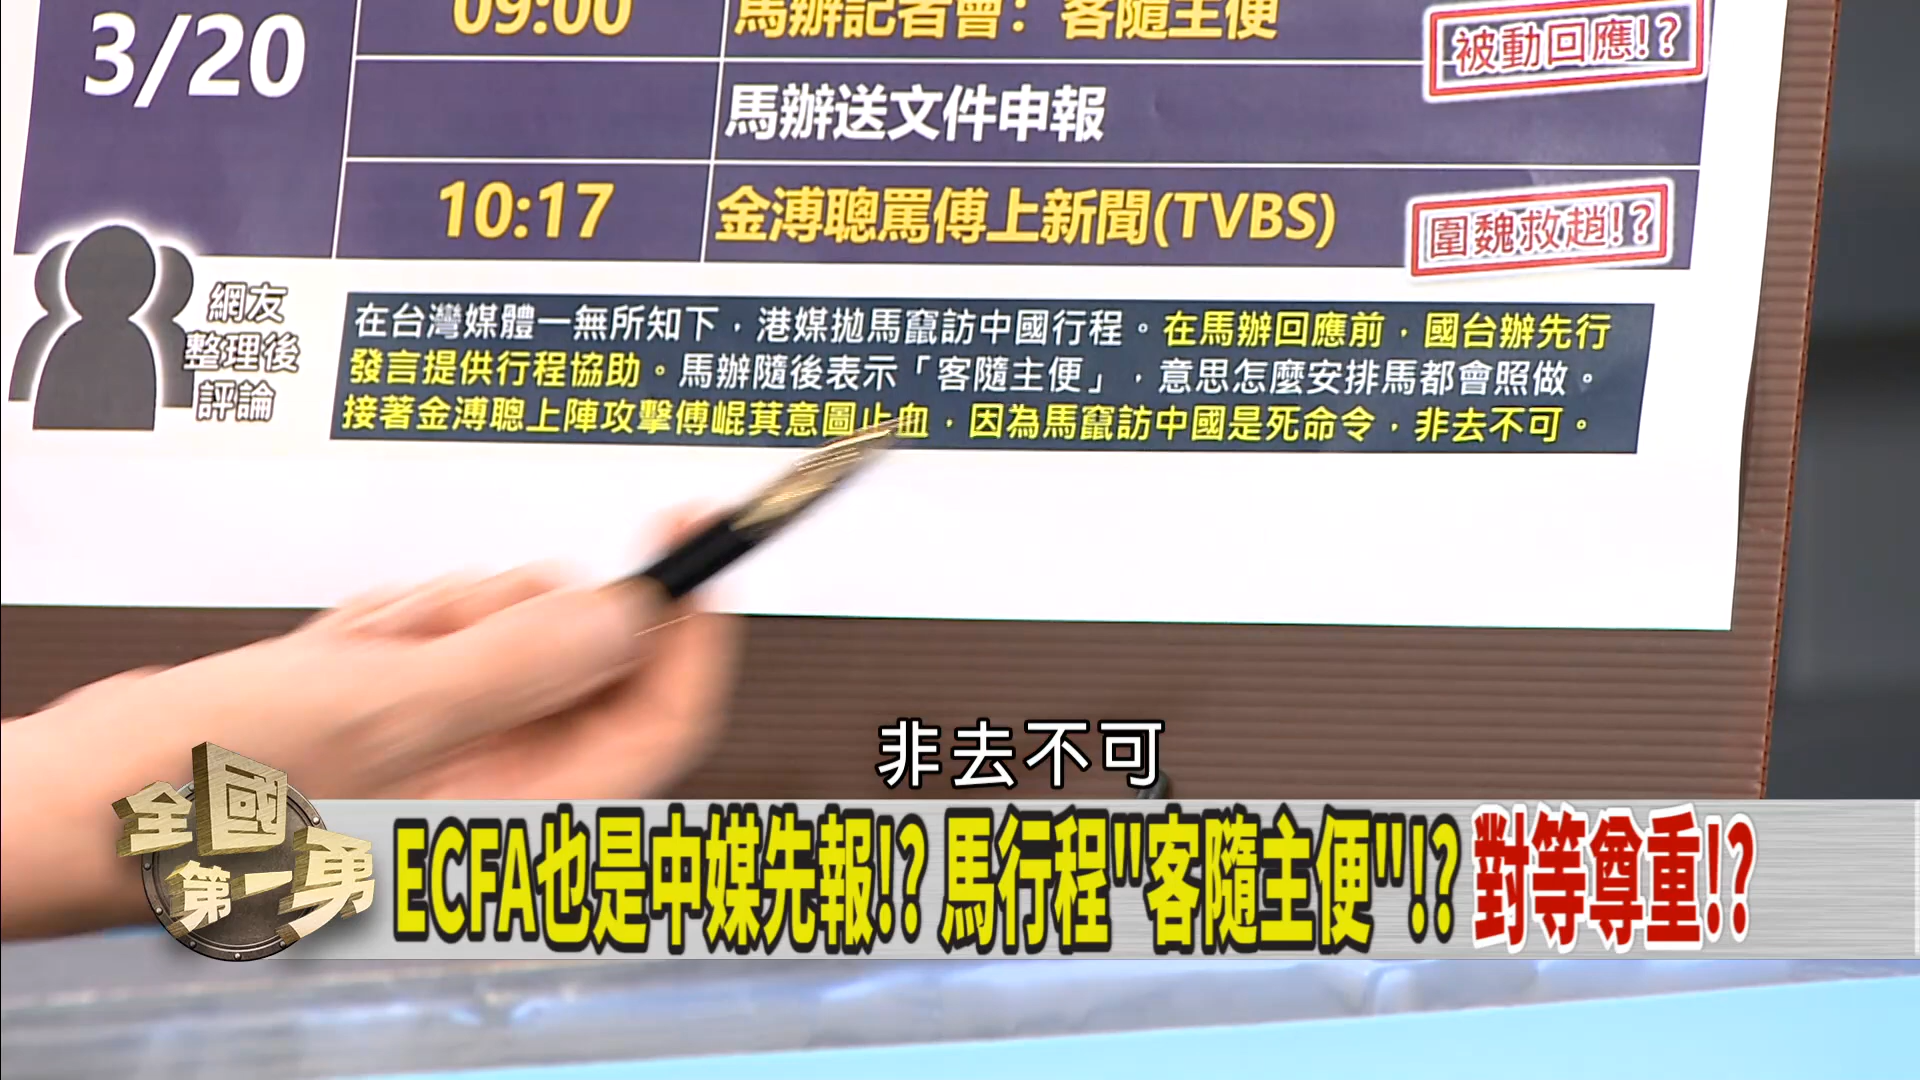 09:00
馬辦記者會：客隨主便
被動回應!?
3/20
馬辦送文件申報
10:17
金溥聰罵傅上新聞(TVBS)
圍魏救趙!?
網友
整理後
評論
在台灣媒體一無所知下，港媒拋馬竄訪中國行程。在馬辦回應前，國台辦先行
發言提供行程協助。馬辦隨後表示「客隨主便」，意思怎麼安排馬都會照做。
接著金溥聰上陣攻擊傅崐萁意圖止血，因為馬竄訪中國是死命令，非去不可。
非去不可
全國
第一勇
ECFA也是中媒先報!? 馬行程"客隨主便"!? 對等尊重!?